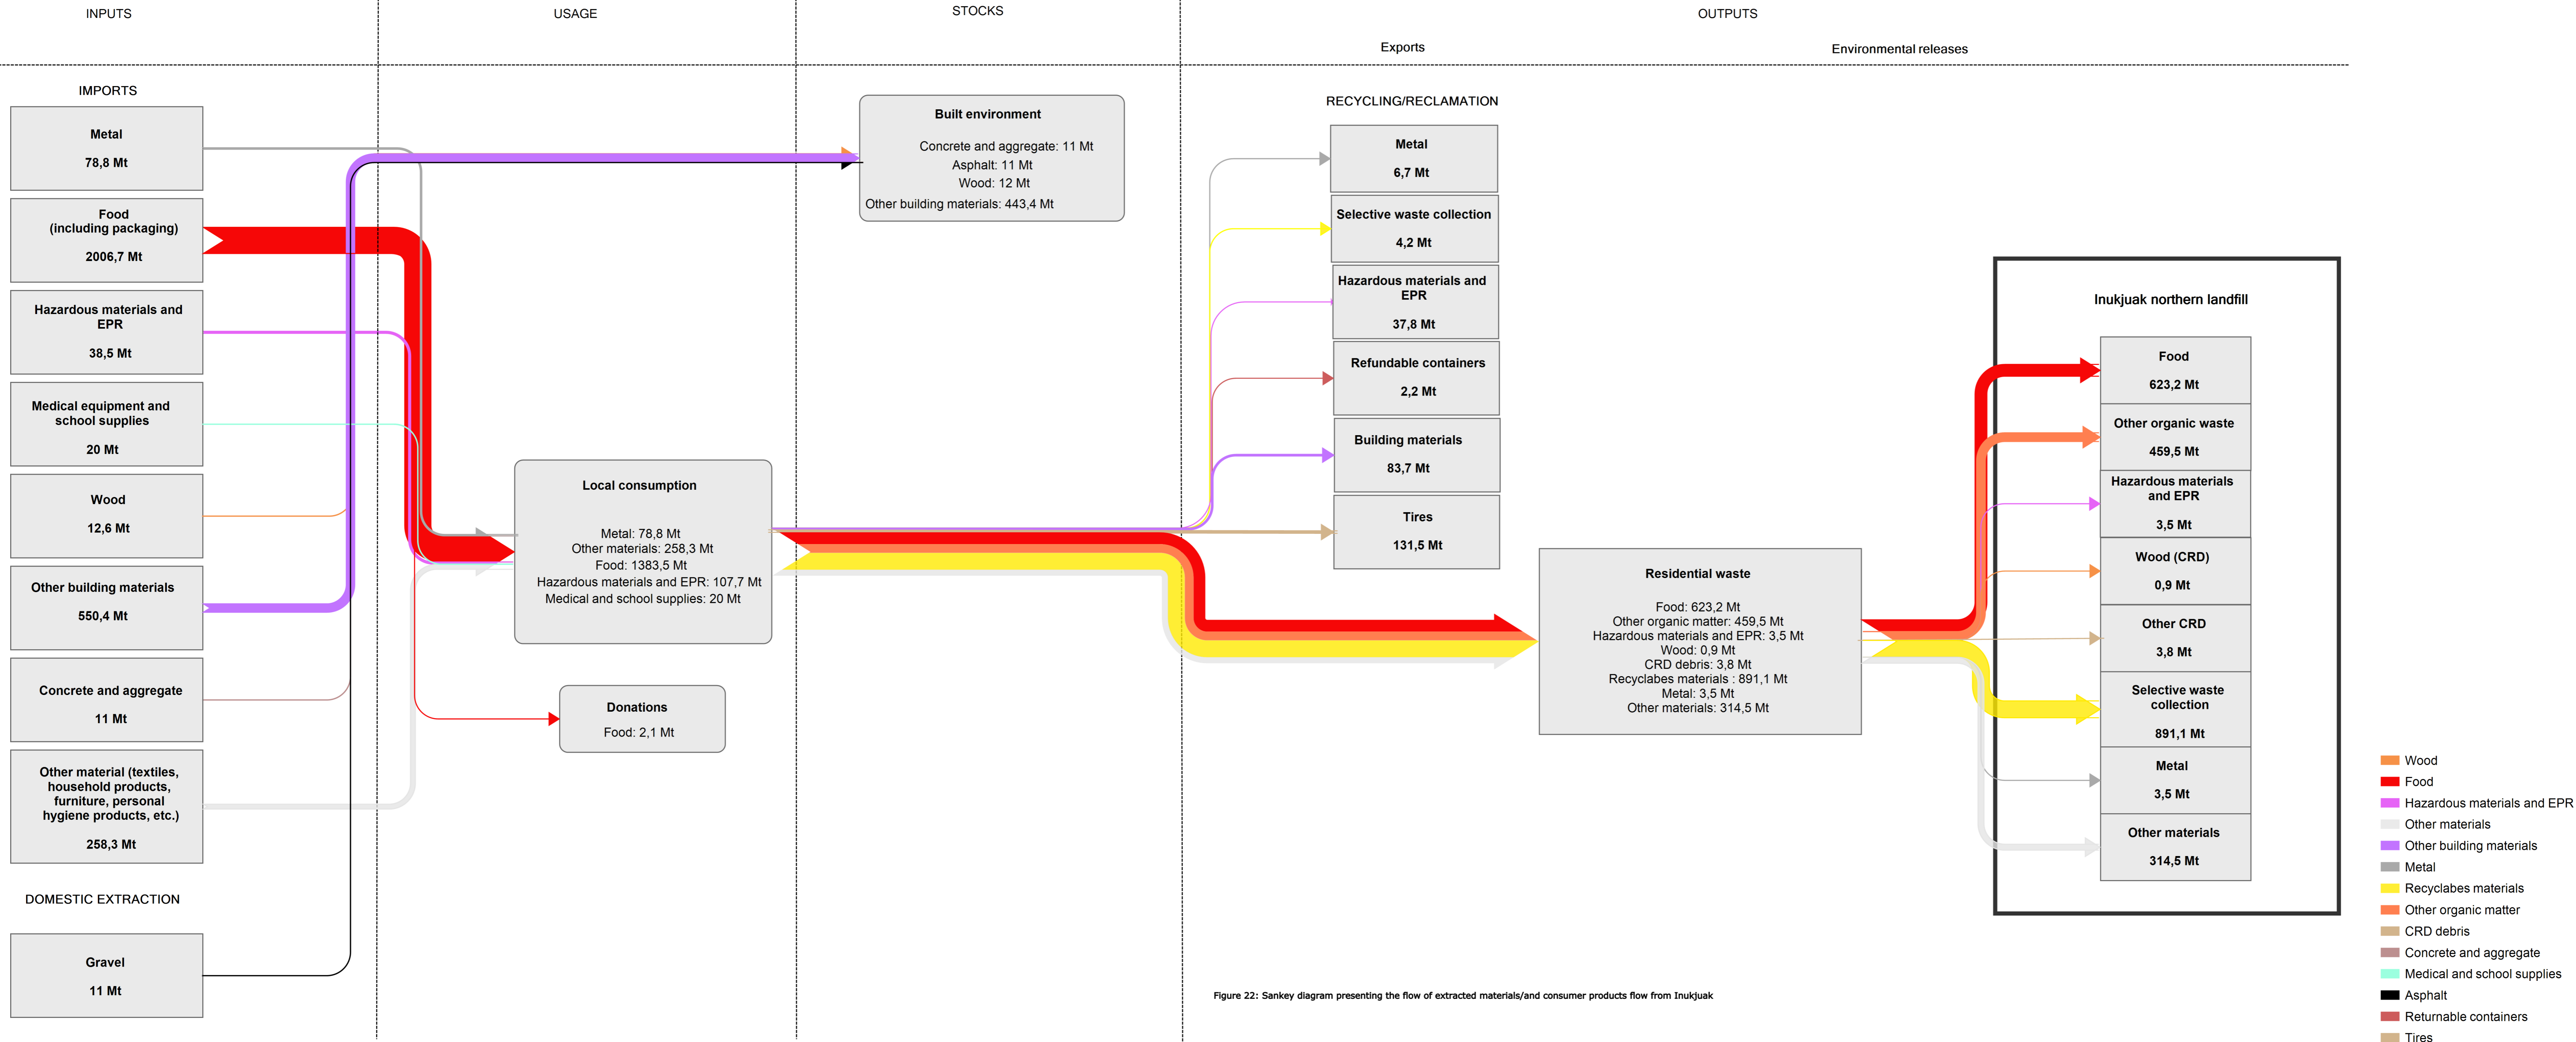 INPUTS
USAGE
STOCKS
OUTPUTS
Exports
Environmental releases
IMPORTS
Metal
78,8 Mt
Food
(including packaging)
2006,7 Mt
Hazardous materials and
EPR
38,5 Mt
Medical equipment and
school supplies
20 Mt
Wood
12,6 Mt
Other building materials
550,4 Mt
Concrete and aggregate
11 Mt
Other material (textiles,
household products,
furniture, personal
hygiene products, etc.)
258,3 Mt
DOMESTIC EXTRACTION
Gravel
11 Mt
Local consumption
Metal: 78,8 Mt
Other materials: 258,3 Mt
Food: 1383,5 Mt
Hazardous materials and EPR: 107,7 Mt
Medical and school supplies: 20 Mt
Donations
Food: 2,1 Mt
Built environment
Concrete and aggregate: 11 Mt
Asphalt: 11 Mt
Wood: 12 Mt
Other building materials: 443,4 Mt
RECYCLING/RECLAMATION
Metal
6,7 Mt
Selective waste collection
4,2 Mt
Hazardous materials and
EPR
37,8 Mt
Refundable containers
2,2 Mt
Building materials
83,7 Mt
Tires
131,5 Mt
Residential waste
Food: 623,2 Mt
Other organic matter: 459,5 Mt
Hazardous materials and EPR: 3,5 Mt
Wood: 0,9 Mt
CRD debris: 3,8 Mt
Recyclabes materials : 891,1 Mt
Metal: 3,5 Mt
Other materials: 314,5 Mt
Inukjuak northern landfill
Food
623,2 Mt
Other organic waste
459,5 Mt
Hazardous materials
and EPR
3,5 Mt
Wood (CRD)
0,9 Mt
Other CRD
3,8 Mt
Selective waste
collection
891,1 Mt
Metal
3,5 Mt
Other materials
314,5 Mt
Figure 22: Sankey diagram presenting the flow of extracted materials/and consumer products flow from Inukjuak
Wood
Food
Hazardous materials and EPR
Other materials
Other building materials
Metal
Recyclabes materials
Other organic matter
CRD debris
Concrete and aggregate
Medical and school supplies
Asphalt
Returnable containers
Tires